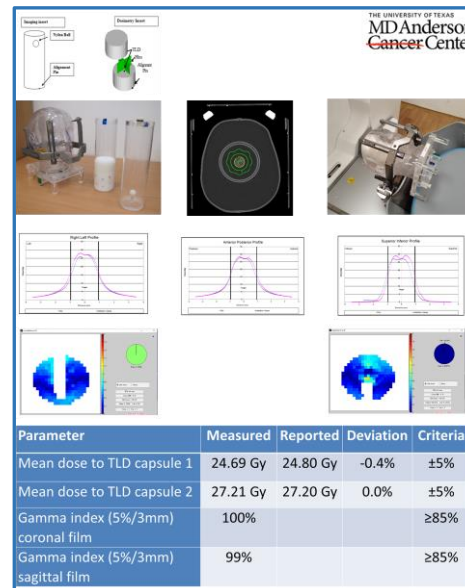 THE UNIVERSITY OF TEXAS
MD Anderson
Cancer Cente
Imaging Insert
Dosimetry Insert
Nylon Ball
TLD
Film
Alignment
Pin
Alignment
Pin
Right Left Profile
Anterior Posterior Profile
Superior Inferior Profile
Parameter Measured Reported Deviation Criteria
Mean dose to TLD capsule 1 24.69 Gy 24.80 Gy -0.4% ±5%
Mean dose to TLD capsule 2 27.21 Gy 27.20 Gy 0.0% ±5%
Gamma index (5%/3mm) 100% ≥85%
coronal film
Gamma index (5%/3mm) 99% ≥85%
sagittal film